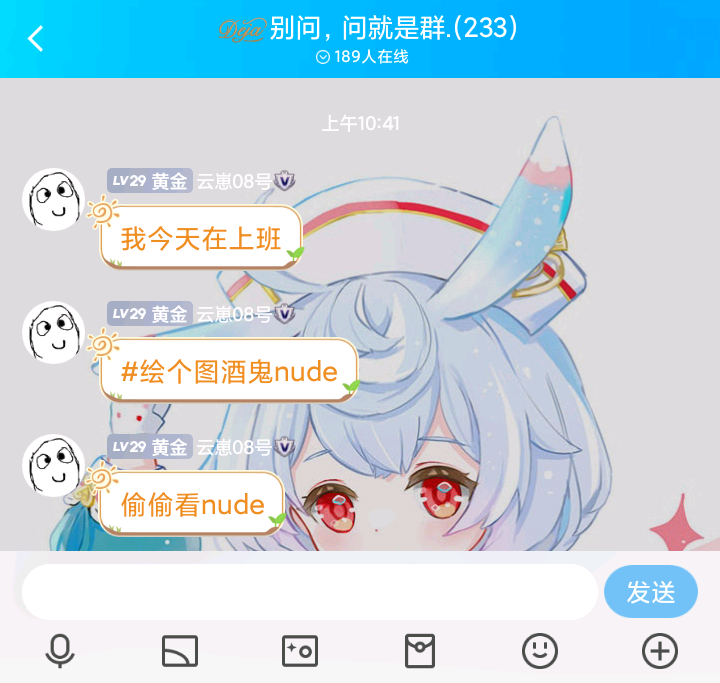 Deja 别问，问就是群.(233)
189人在线
上午10:41
LV29 黄金 云崽08号
我今天在上班
LV29 黄金 云崽08号
#绘个图酒鬼nude
LV29 黄金 云崽08号
偷偷看nude
发送